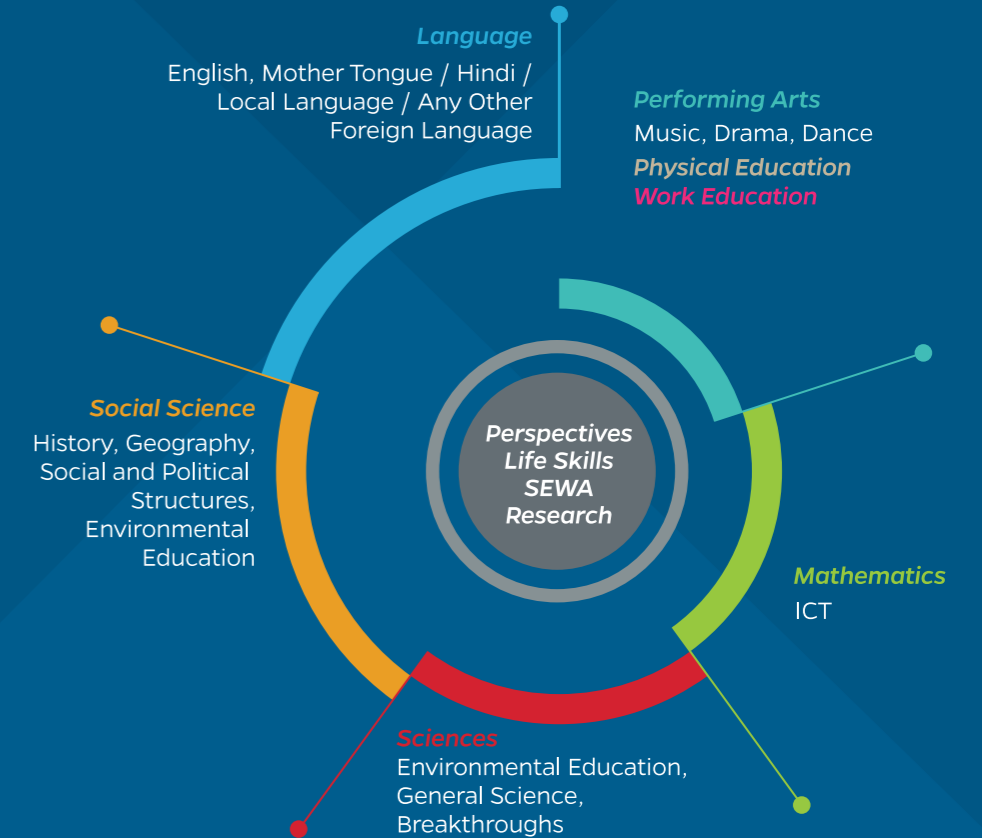 Language
English, Mother Tongue / Hindi /
Local Language / Any Other
Foreign Language
Performing Arts
Music, Drama, Dance
Physical Education
Work Education
Social Science
History, Geography,
Social and Political
Structures,
Environmental
Education
Perspectives
Life Skills
SEWA
Research
Mathematics
ICT
Sciences
Environmental Education,
General Science,
Breakthroughs